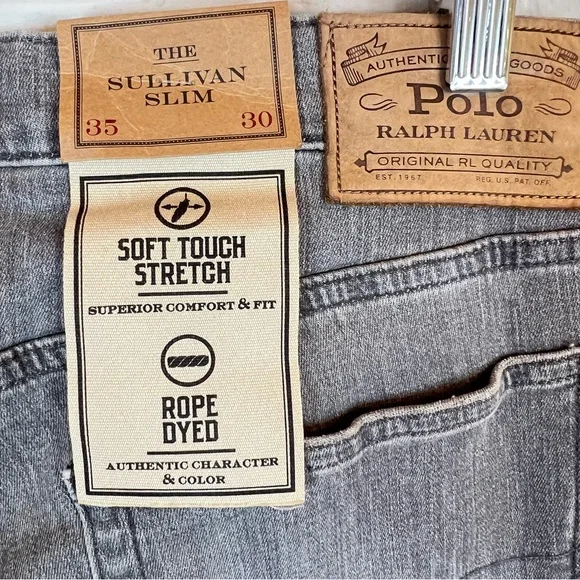 THE
SULLIVAN
SLIM
35 30
SOFT TOUCH
STRETCH
SUPERIOR COMFORT & FIT
ROPE
DYED
AUTHENTIC CHARACTER
& COLOR
AUTHENTIC GOODS
Polo
RALPH LAUREN
ORIGINAL RL QUALITY
EST. 1967 REG. U.S. PAT. OFF.